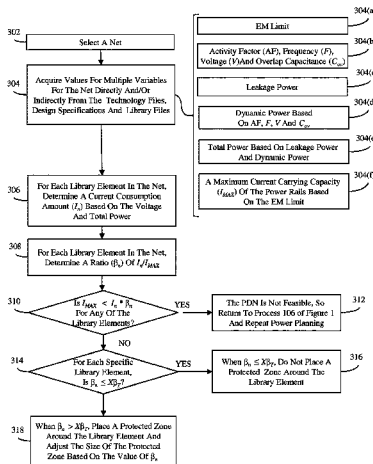 302
Select A Net
304
Acquire Values For Multiple Variables
For The Net Directly And/Or
Indirectly From The Technology Files,
Design Specifications And Library Files
304(a
EM Limit
304(b
Activity Factor (AF), Frequency (F),
Voltage (V)And Overlap Capacitance (Cov)
304(c
Leakage Power
304(d
Dynamic Power Based
On AF, F, V And Cov
304(e
Total Power Based On Leakage Power
And Dynamic Power
304(f
A Maximum Current Carrying Capacity
(IMAX) Of The Power Rails Based
On The EM Limit
306
For Each Library Element In The Net,
Determine A Current Consumption
Amount (In) Based On The Voltage
And Total Power
308
For Each Library Element In The Net,
Determine A Ratio (βn) Of In/IMAX
310
Is IMAX < In * βn
For Any Of The
Library Elements?
YES
The PDN Is Not Feasible, So
Return To Process 106 of Figure 1
And Repeat Power Planning
312
NO
314
For Each Specific
Library Element,
Is βn ≤ XβT?
YES
When βn ≤ XβT, Do Not Place A
Protected Zone Around The
Library Element
316
318
When βn > XβT, Place A Protected Zone
Around The Library Element And
Adjust The Size Of The Protected
Zone Based On The Value Of βn